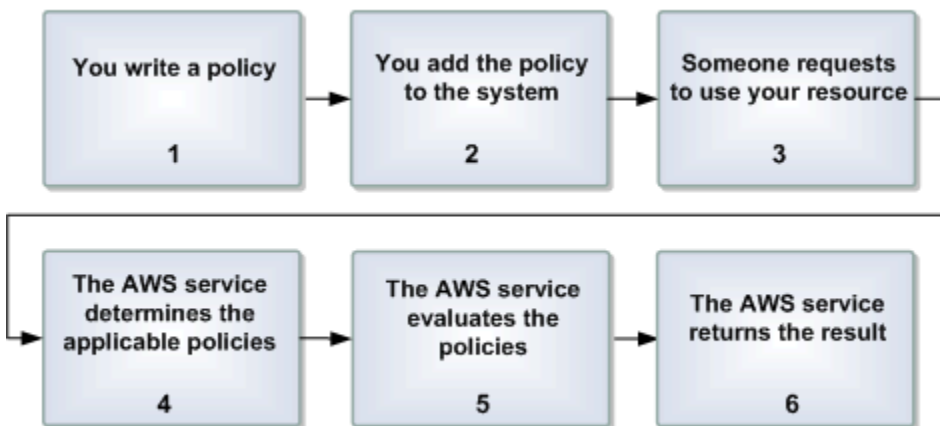 You write a policy
1
You add the policy
to the system
2
Someone requests
to use your resource
3
The AWS service
determines the
applicable policies
4
The AWS service
evaluates the
policies
5
The AWS service
returns the result
6